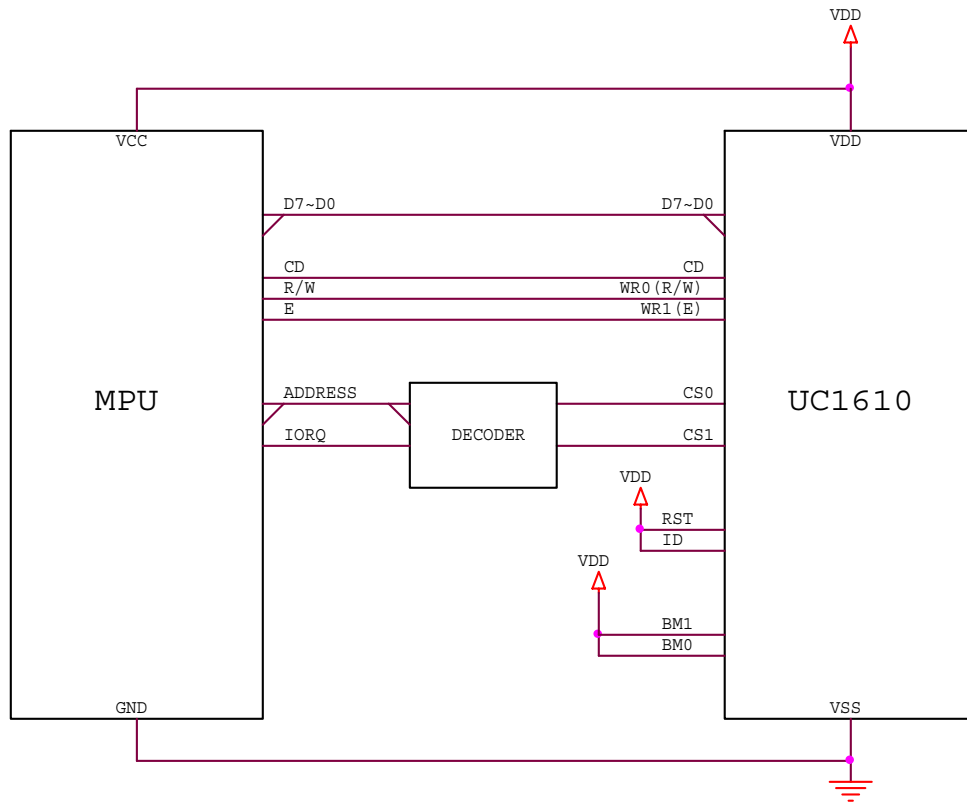 VDD
VCC
VDD
D7~D0
D7~D0
CD
CD
R/W
WR0(R/W)
E
WR1(E)
MPU
ADDRESS
CS0
UC1610
IORQ
DECODER
CS1
VDD
RST
ID
VDD
BM1
BM0
GND
VSS